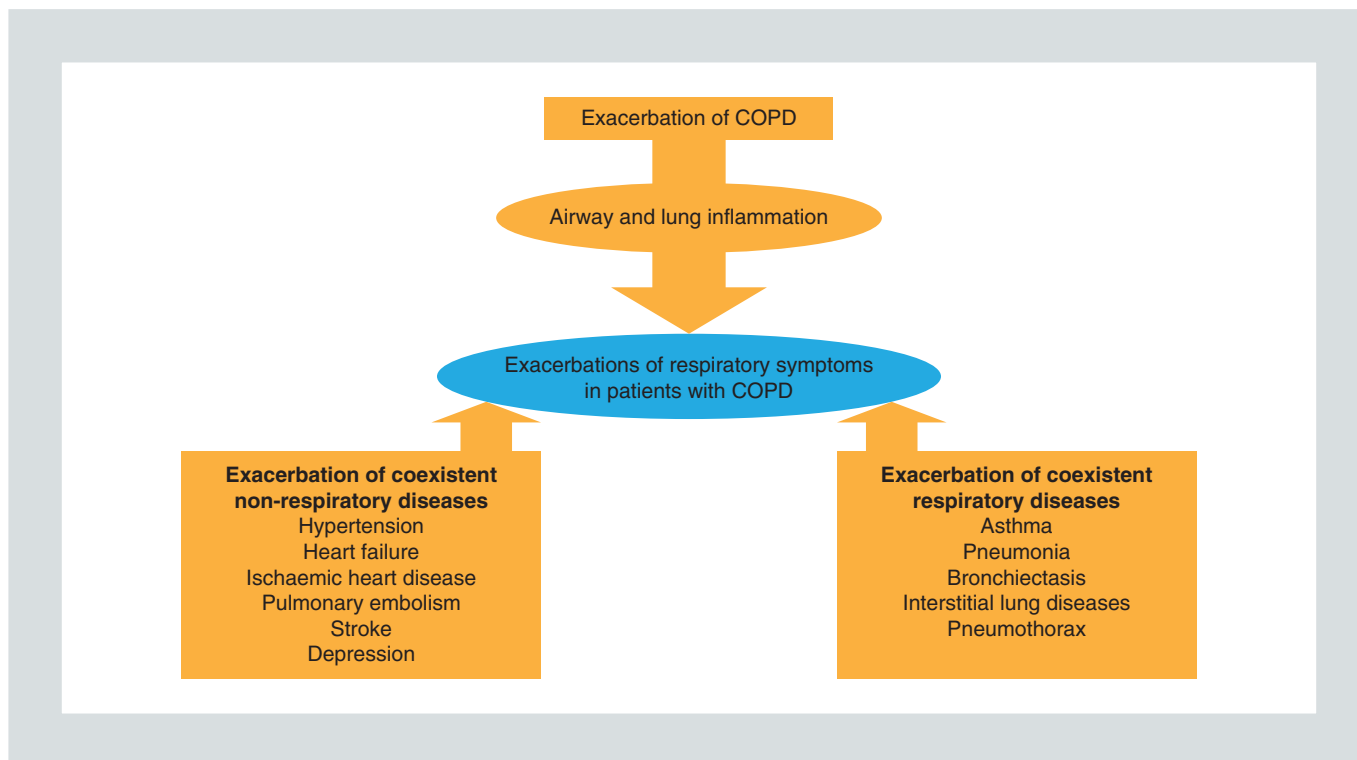 Exacerbation of COPD
Airway and lung inflammation
Exacerbations of respiratory symptoms
in patients with COPD
Exacerbation of coexistent
non-respiratory diseases
Hypertension
Heart failure
Ischaemic heart disease
Pulmonary embolism
Stroke
Depression
Exacerbation of coexistent
respiratory diseases
Asthma
Pneumonia
Bronchiectasis
Interstitial lung diseases
Pneumothorax